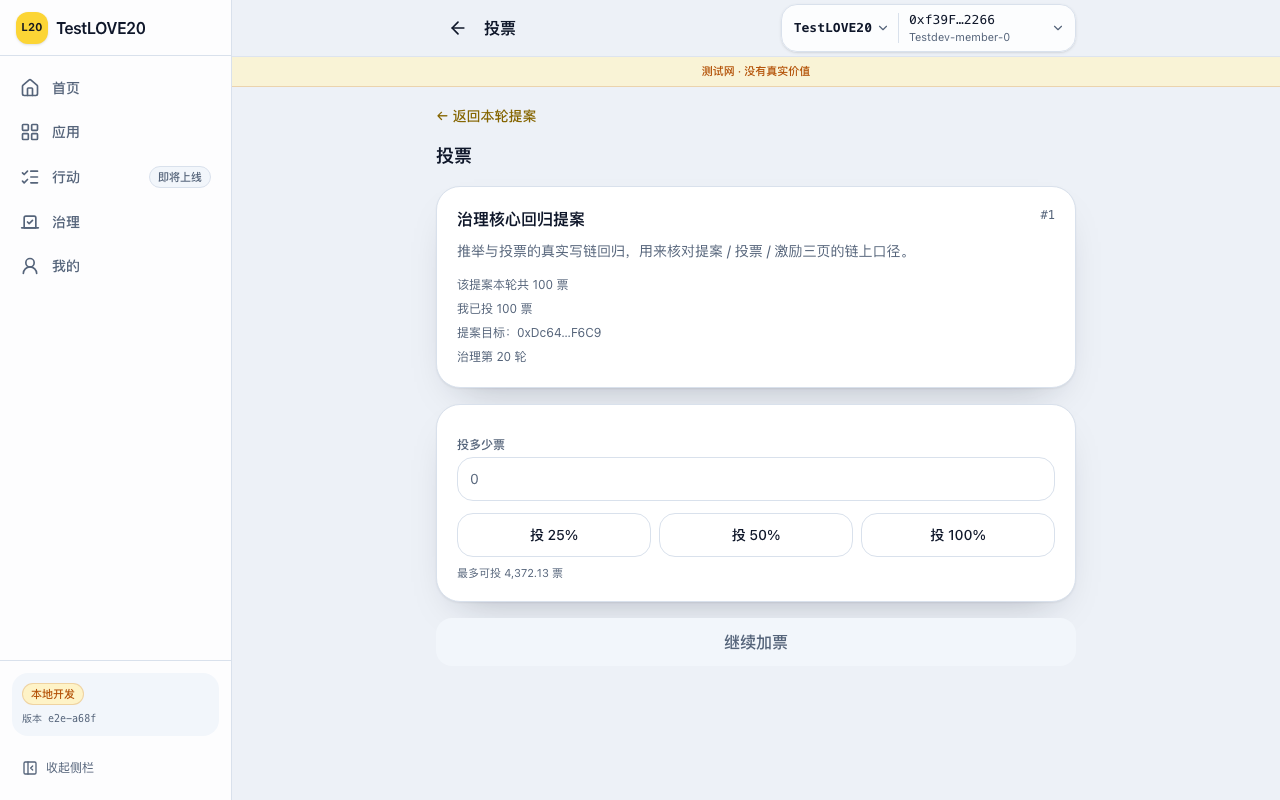 L20 TestLOVE20
首页
应用
行动 即将上线
治理
我的
本地开发
版本 e2e-a68f
收起侧栏
投票
TestLOVE20
0xf39F…2266
Testdev-member-0
测试网 · 没有真实价值
← 返回本轮提案
投票
治理核心回归提案 #1
推举与投票的真实写链回归，用来核对提案 / 投票 / 激励三页的链上口径。
该提案本轮共 100 票
我已投 100 票
提案目标：0xDc64…F6C9
治理第 20 轮
投多少票
0
投 25% 投 50% 投 100%
最多可投 4,372.13 票
继续加票